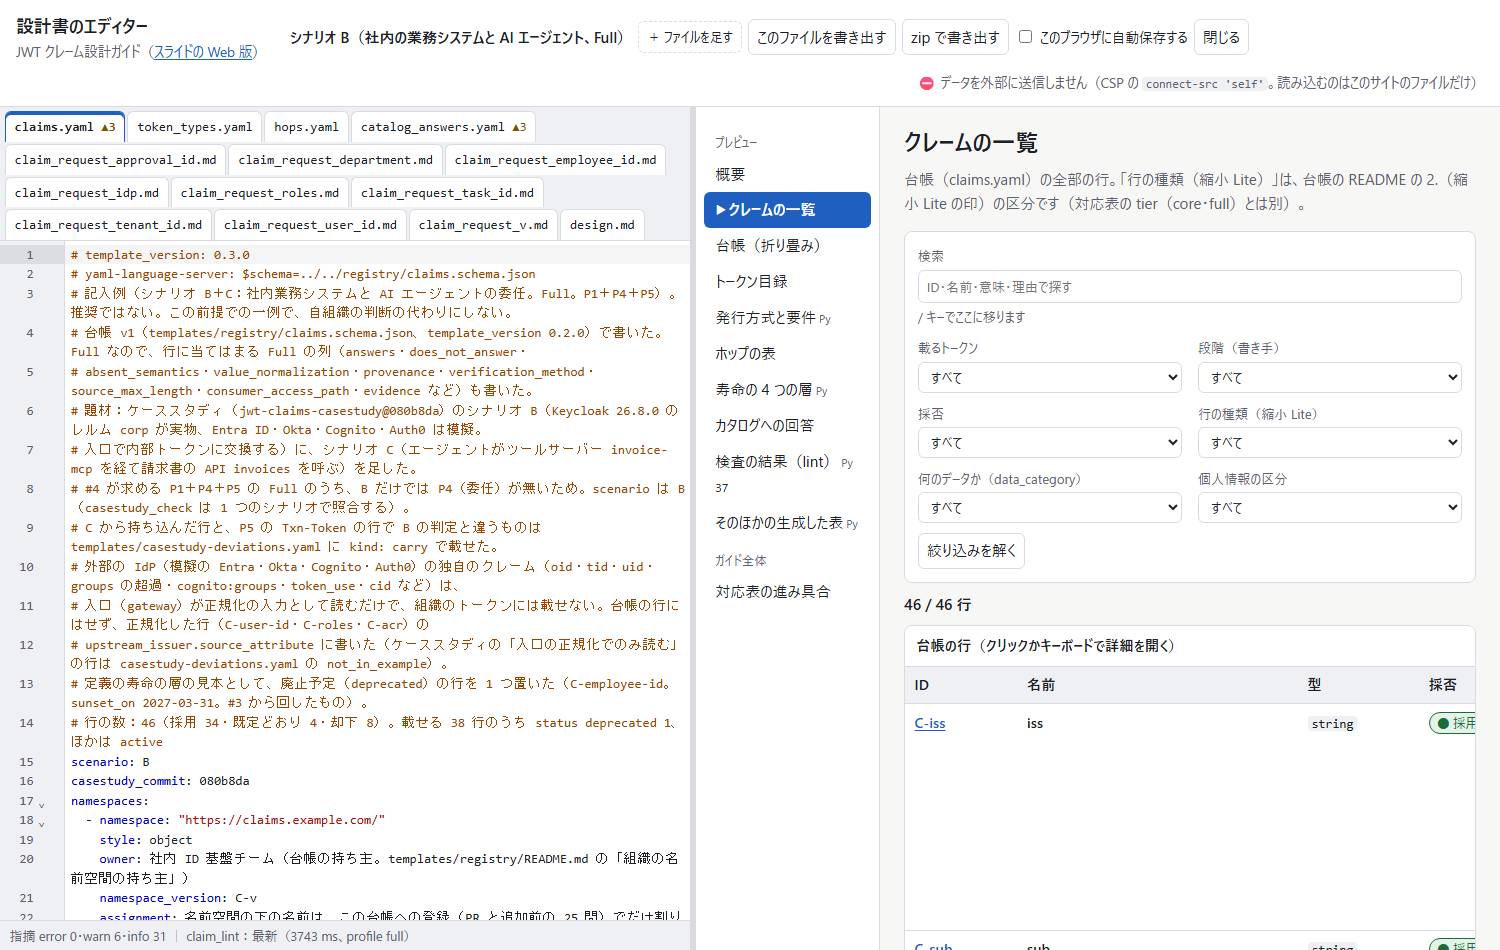 設計書のエディター
JWT クレーム設計ガイド（スライドの Web 版）
シナリオ B（社内の業務システムと AI エージェント、Full）
＋ ファイルを足す
このファイルを書き出す
zip で書き出す
このブラウザに自動保存する
閉じる
データを外部に送信しません（CSP の connect-src 'self'。読み込むのはこのサイトのファイルだけ）
claims.yaml ▲3
token_types.yaml
hops.yaml
catalog_answers.yaml ▲3
claim_request_approval_id.md
claim_request_department.md
claim_request_employee_id.md
claim_request_idp.md
claim_request_roles.md
claim_request_task_id.md
claim_request_tenant_id.md
claim_request_user_id.md
claim_request_v.md
design.md
1 # template_version: 0.3.0
2 # yaml-language-server: $schema=../../registry/claims.schema.json
3 # 記入例（シナリオ B＋C：社内業務システムと AI エージェントの委任。Full。P1＋P4＋P5）。
推奨ではない。この前提での一例で、自組織の判断の代わりにしない。
4 # 台帳 v1（templates/registry/claims.schema.json、template_version 0.2.0）で書いた。
Full なので、行に当てはまる Full の列（answers・does_not_answer・
5 # absent_semantics・value_normalization・provenance・verification_method・
source_max_length・consumer_access_path・evidence など）も書いた。
6 # 題材：ケーススタディ（jwt-claims-casestudy@080b8da）のシナリオ B（Keycloak 26.8.0 の
レルム corp が実物、Entra ID・Okta・Cognito・Auth0 は模擬。
7 # 入口で内部トークンに交換する）に、シナリオ C（エージェントがツールサーバー invoice-
mcp を経て請求書の API invoices を呼ぶ）を足した。
8 # #4 が求める P1＋P4＋P5 の Full のうち、B だけでは P4（委任）が無いため。scenario は B
（casestudy_check は 1 つのシナリオで照合する）。
9 # C から持ち込んだ行と、P5 の Txn-Token の行で B の判定と違うものは
templates/casestudy-deviations.yaml に kind: carry で載せた。
10 # 外部の IdP（模擬の Entra・Okta・Cognito・Auth0）の独自のクレーム（oid・tid・uid・
groups の超過・cognito:groups・token_use・cid など）は、
11 # 入口（gateway）が正規化の入力として読むだけで、組織のトークンには載せない。台帳の行に
はせず、正規化した行（C-user-id・C-roles・C-acr）の
12 # upstream_issuer.source_attribute に書いた（ケーススタディの「入口の正規化でのみ読む」
の行は casestudy-deviations.yaml の not_in_example）。
13 # 定義の寿命の層の見本として、廃止予定（deprecated）の行を 1 つ置いた（C-employee-id。
sunset_on 2027-03-31。#3 から回したもの）。
14 # 行の数：46（採用 34・既定どおり 4・却下 8）。載せる 38 行のうち status deprecated 1、
ほかは active
15 scenario: B
16 casestudy_commit: 080b8da
17 namespaces:
18 - namespace: "https://claims.example.com/"
19 style: object
20 owner: 社内 ID 基盤チーム（台帳の持ち主。templates/registry/README.md の「組織の名
前空間の持ち主」）
21 namespace_version: C-v
22 assignment: 名前空間の下の名前は、この台帳への登録（PR と追加前の 25 問）でだけ割り
指摘 error 0・warn 6・info 31 | claim_lint：最新（3743 ms、profile full）
プレビュー
概要
▶クレームの一覧
台帳（折り畳み）
トークン目録
発行方式と要件 Py
ホップの表
寿命の 4 つの層 Py
カタログへの回答
検査の結果（lint） Py
37
そのほかの生成した表 Py
ガイド全体
対応表の進み具合
クレームの一覧
台帳（claims.yaml）の全部の行。「行の種類（縮小 Lite）」は、台帳の README の 2.（縮
小 Lite の印）の区分です（対応表の tier（core・full）とは別）。
検索
ID・名前・意味・理由で探す
/ キーでここに移ります
載るトークン
段階（書き手）
すべて
すべて
採否
行の種類（縮小 Lite）
すべて
すべて
何のデータか（data_category）
個人情報の区分
すべて
すべて
絞り込みを解く
46 / 46 行
台帳の行（クリックかキーボードで詳細を開く）
ID 名前 型 採否
C-iss iss string ● 採用
C-sub sub string ● 採用